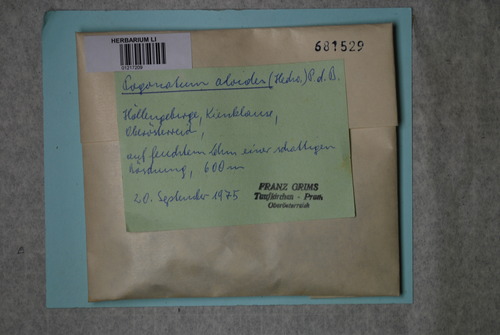 HERBARIUM LI
01217209
681529
Pogonatum aloides (Hedw.) P.d.B.
Höllengebirge, Kienklause,
Oberösterreich,
auf feuchtem Lehm einer schattigen
Waldung, 600 m
20. September 1975
FRANZ GRIMS
Taufkirchen - Pram
Oberösterreich